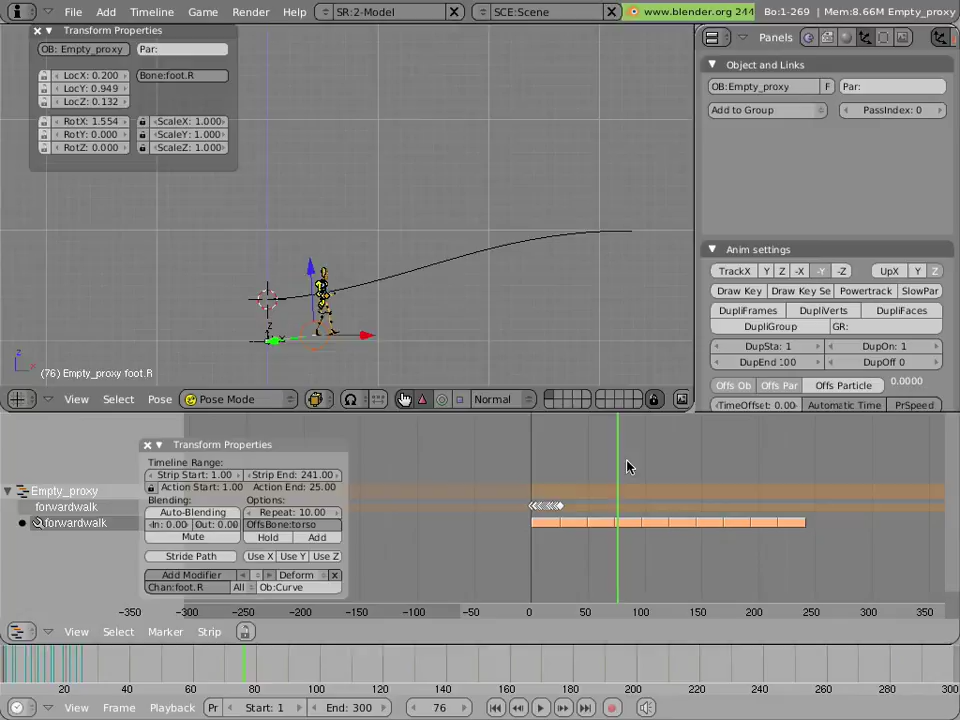 File Add Timeline Game Render Help SR:2-Model SCE:Scene www.blender.org 244 Bo:1-269 | Mem:8.66M Empty_proxy
Transform Properties
OB: Empty_proxy Par:
LocX: 0.200 Bone:foot.R
LocY: 0.949
LocZ: 0.132
RotX: 1.554 ScaleX: 1.000
RotY: 0.000 ScaleY: 1.000
RotZ: 0.000 ScaleZ: 1.000
Panels
Object and Links
OB:Empty_proxy F Par:
Add to Group PassIndex: 0
Anim settings
TrackX Y Z -X -Y -Z UpX Y Z
Draw Key Draw Key Se Powertrack SlowPar
DupliFrames DupliVerts DupliFaces
DupliGroup GR:
DupSta: 1 DupOn: 1
DupEnd 100 DupOff 0
Offs Ob Offs Par Offs Particle 0.0000
TimeOffset: 0.00 Automatic Time PrSpeed
Z
x
z
(76) Empty_proxy foot.R
View Select Pose Pose Mode Normal
Transform Properties
Timeline Range:
Strip Start: 1.00 Strip End: 241.00
Action Start: 1.00 Action End: 25.00
Blending: Options:
Auto-Blending Repeat: 10.00
In: 0.00 Out: 0.00 OffsBone:torso
Mute Hold Add
Stride Path Use X Use Y Use Z
Add Modifier Deform x
Chan:foot.R All Ob:Curve
Empty_proxy
forwardwalk
forwardwalk
-350 -300 -250 -200 -150 -100 -50 0 50 100 150 200 250 300 350
View Select Marker Strip
20 40 60 80 100 120 140 160 180 200 220 240 260 280 300
View Frame Playback Pr Start: 1 End: 300 76